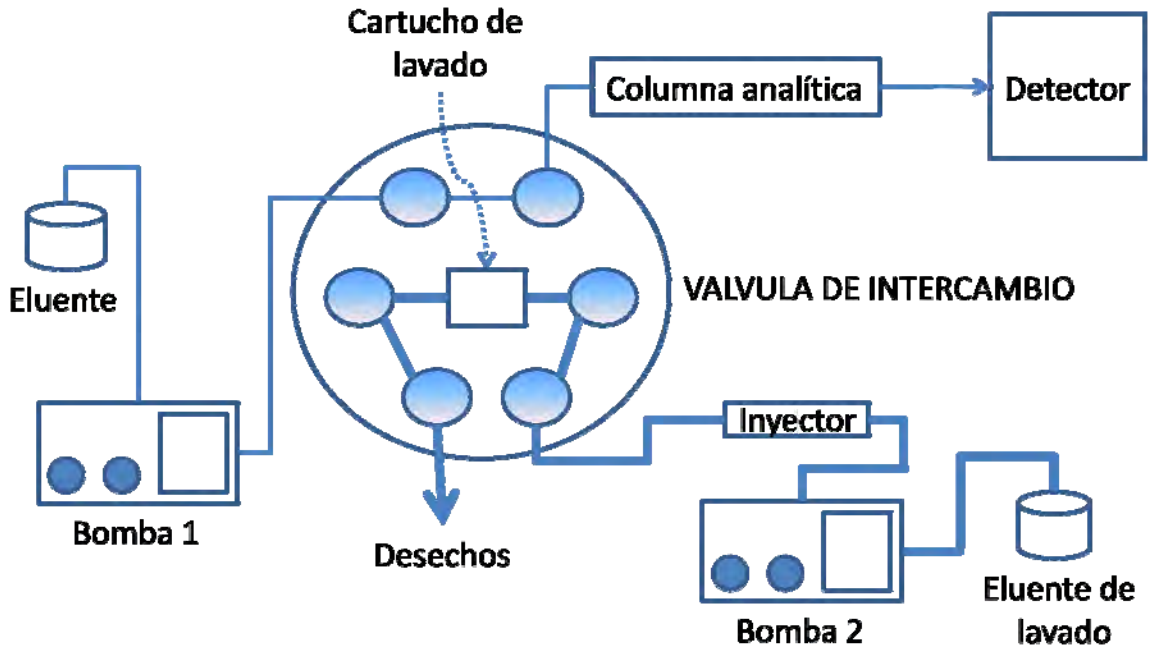 Cartucho de
lavado
Columna analítica
Detector
Eluente
VALVULA DE INTERCAMBIO
Inyector
Bomba 1
Desechos
Eluente de
lavado
Bomba 2